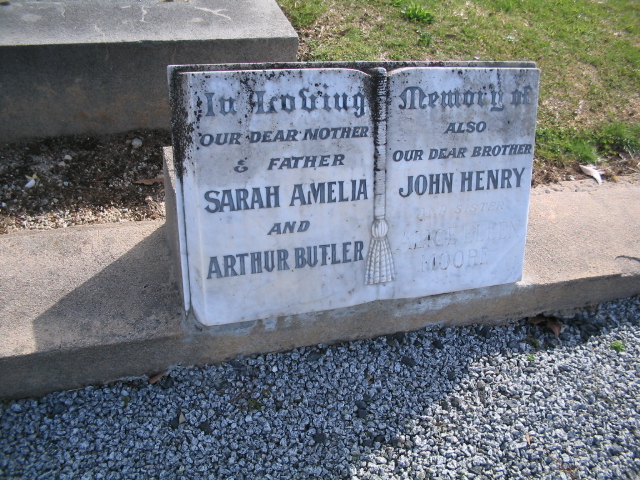 In Loving
OUR DEAR MOTHER
& FATHER
SARAH AMELIA
AND
ARTHUR BUTLER
Memory of
ALSO
OUR DEAR BROTHER
JOHN HENRY
SISTER
MOORE